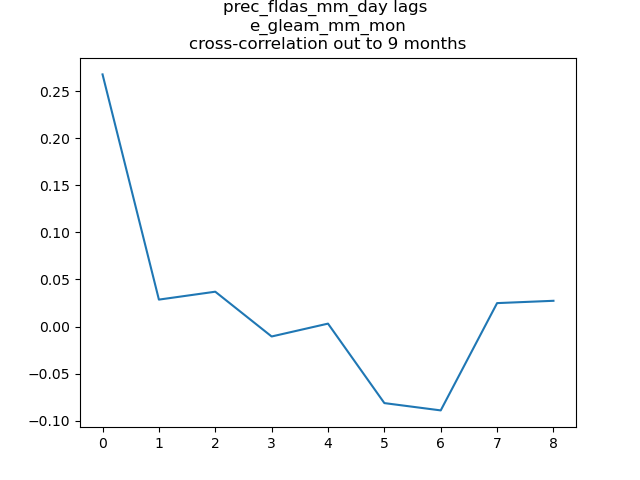 prec_fldas_mm_day lags
e_gleam_mm_mon
cross-correlation out to 9 months
0.25
0.20
0.15
0.10
0.05
0.00
−0.05
−0.10
0 1 2 3 4 5 6 7 8